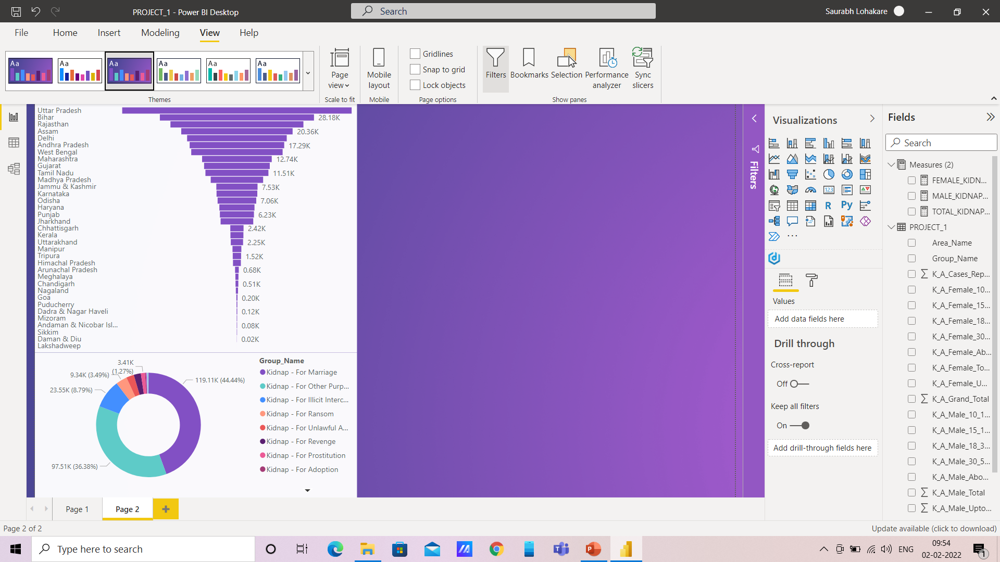 PROJECT_1 - Power BI Desktop
Search
Saurabh Lohakare
File
Home
Insert
Modeling
View
Help
Aa
Aa
Aa
Aa
Aa
Aa
Themes
Page view
Scale to fit
Mobile layout
Mobile
Gridlines
Snap to grid
Lock objects
Page options
Filters
Bookmarks
Selection
Performance analyzer
Sync slicers
Show panes
Uttar Pradesh
Bihar
28.18K
Rajasthan
Assam
20.36K
Delhi
Andhra Pradesh
17.29K
West Bengal
Maharashtra
12.74K
Gujarat
Tamil Nadu
11.51K
Madhya Pradesh
Jammu & Kashmir
7.53K
Karnataka
Odisha
7.06K
Haryana
Punjab
6.23K
Jharkhand
Chhattisgarh
2.42K
Kerala
Uttarakhand
2.25K
Manipur
Tripura
1.52K
Himachal Pradesh
Arunachal Pradesh
0.68K
Meghalaya
Chandigarh
0.51K
Nagaland
Goa
0.20K
Puducherry
Dadra & Nagar Haveli
0.12K
Mizoram
Andaman & Nicobar Isl...
0.08K
Sikkim
Daman & Diu
0.02K
Lakshadweep
3.41K
(1.27%)
9.34K (3.49%)
23.55K (8.79%)
119.11K (44.44%)
97.51K (36.38%)
Group_Name
Kidnap - For Marriage
Kidnap - For Other Purp...
Kidnap - For Illicit Interc...
Kidnap - For Ransom
Kidnap - For Unlawful A...
Kidnap - For Revenge
Kidnap - For Prostitution
Kidnap - For Adoption
Filters
Visualizations
123
R
Py
...
Values
Add data fields here
Drill through
Cross-report
Off
Keep all filters
On
Add drill-through fields here
Fields
Search
Measures (2)
FEMALE_KIDN...
MALE_KIDNAP...
TOTAL_KIDNAP...
PROJECT_1
Area_Name
Group_Name
K_A_Cases_Rep...
K_A_Female_10...
K_A_Female_15...
K_A_Female_18...
K_A_Female_30...
K_A_Female_Ab...
K_A_Female_To...
K_A_Female_U...
K_A_Grand_Total
K_A_Male_10_1...
K_A_Male_15_1...
K_A_Male_18_3...
K_A_Male_30_5...
K_A_Male_Abo...
K_A_Male_Total
K_A_Male_Upto...
Page 1
Page 2
Page 2 of 2
Update available (click to download)
Type here to search
ENG
09:54
02-02-2022
1